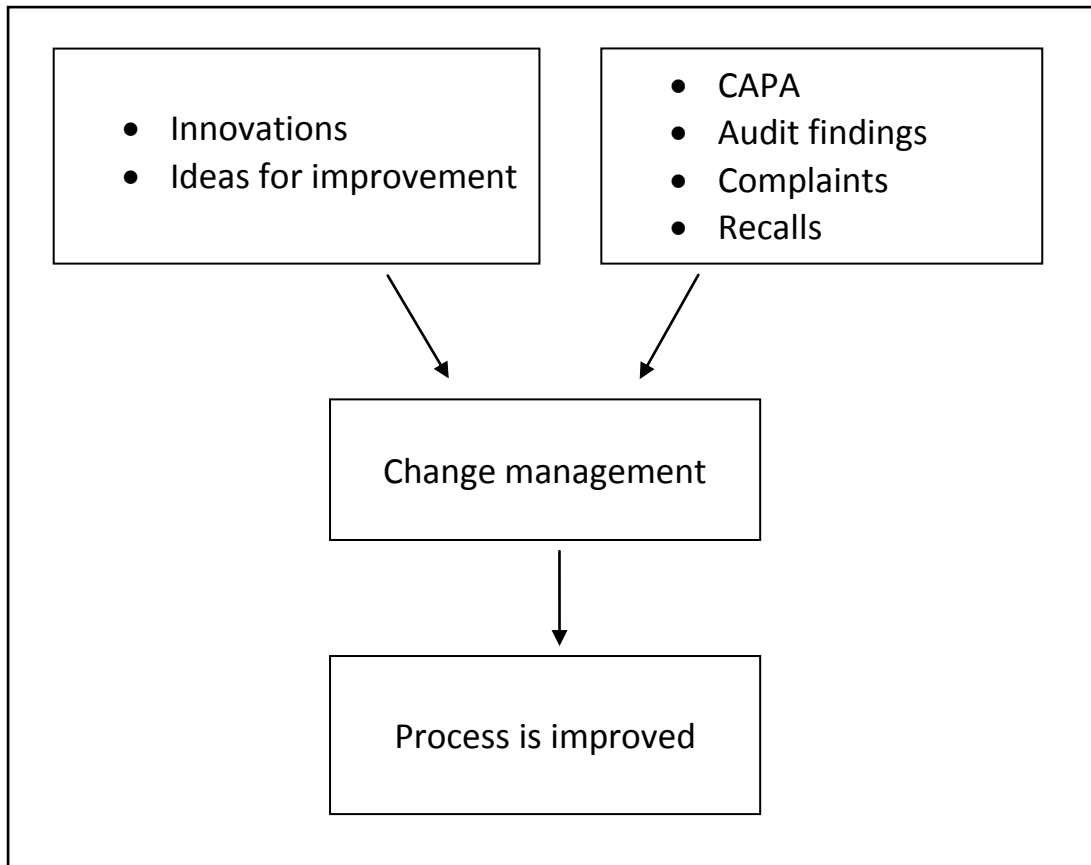 • Innovations
• Ideas for improvement
• CAPA
• Audit findings
• Complaints
• Recalls
Change management
Process is improved